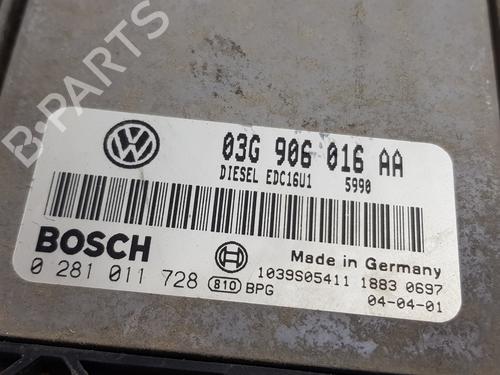 B-PARTS
VW
03G 906 016 AA
DIESEL EDC16U1 5990
BOSCH
Made in Germany
0 281 011 728 810 BPG
1039S05411 1883 0697
04-04-01